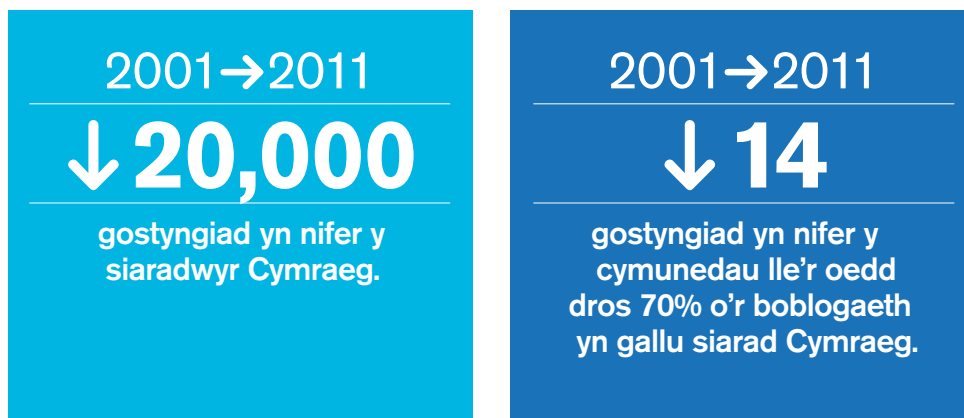 2001→2011
↓20,000
gostyngiad yn nifer y
siaradwyr Cymraeg.
2001→2011
↓14
gostyngiad yn nifer y
cymunedau lle’r oedd
dros 70% o’r boblogaeth
yn gallu siarad Cymraeg.